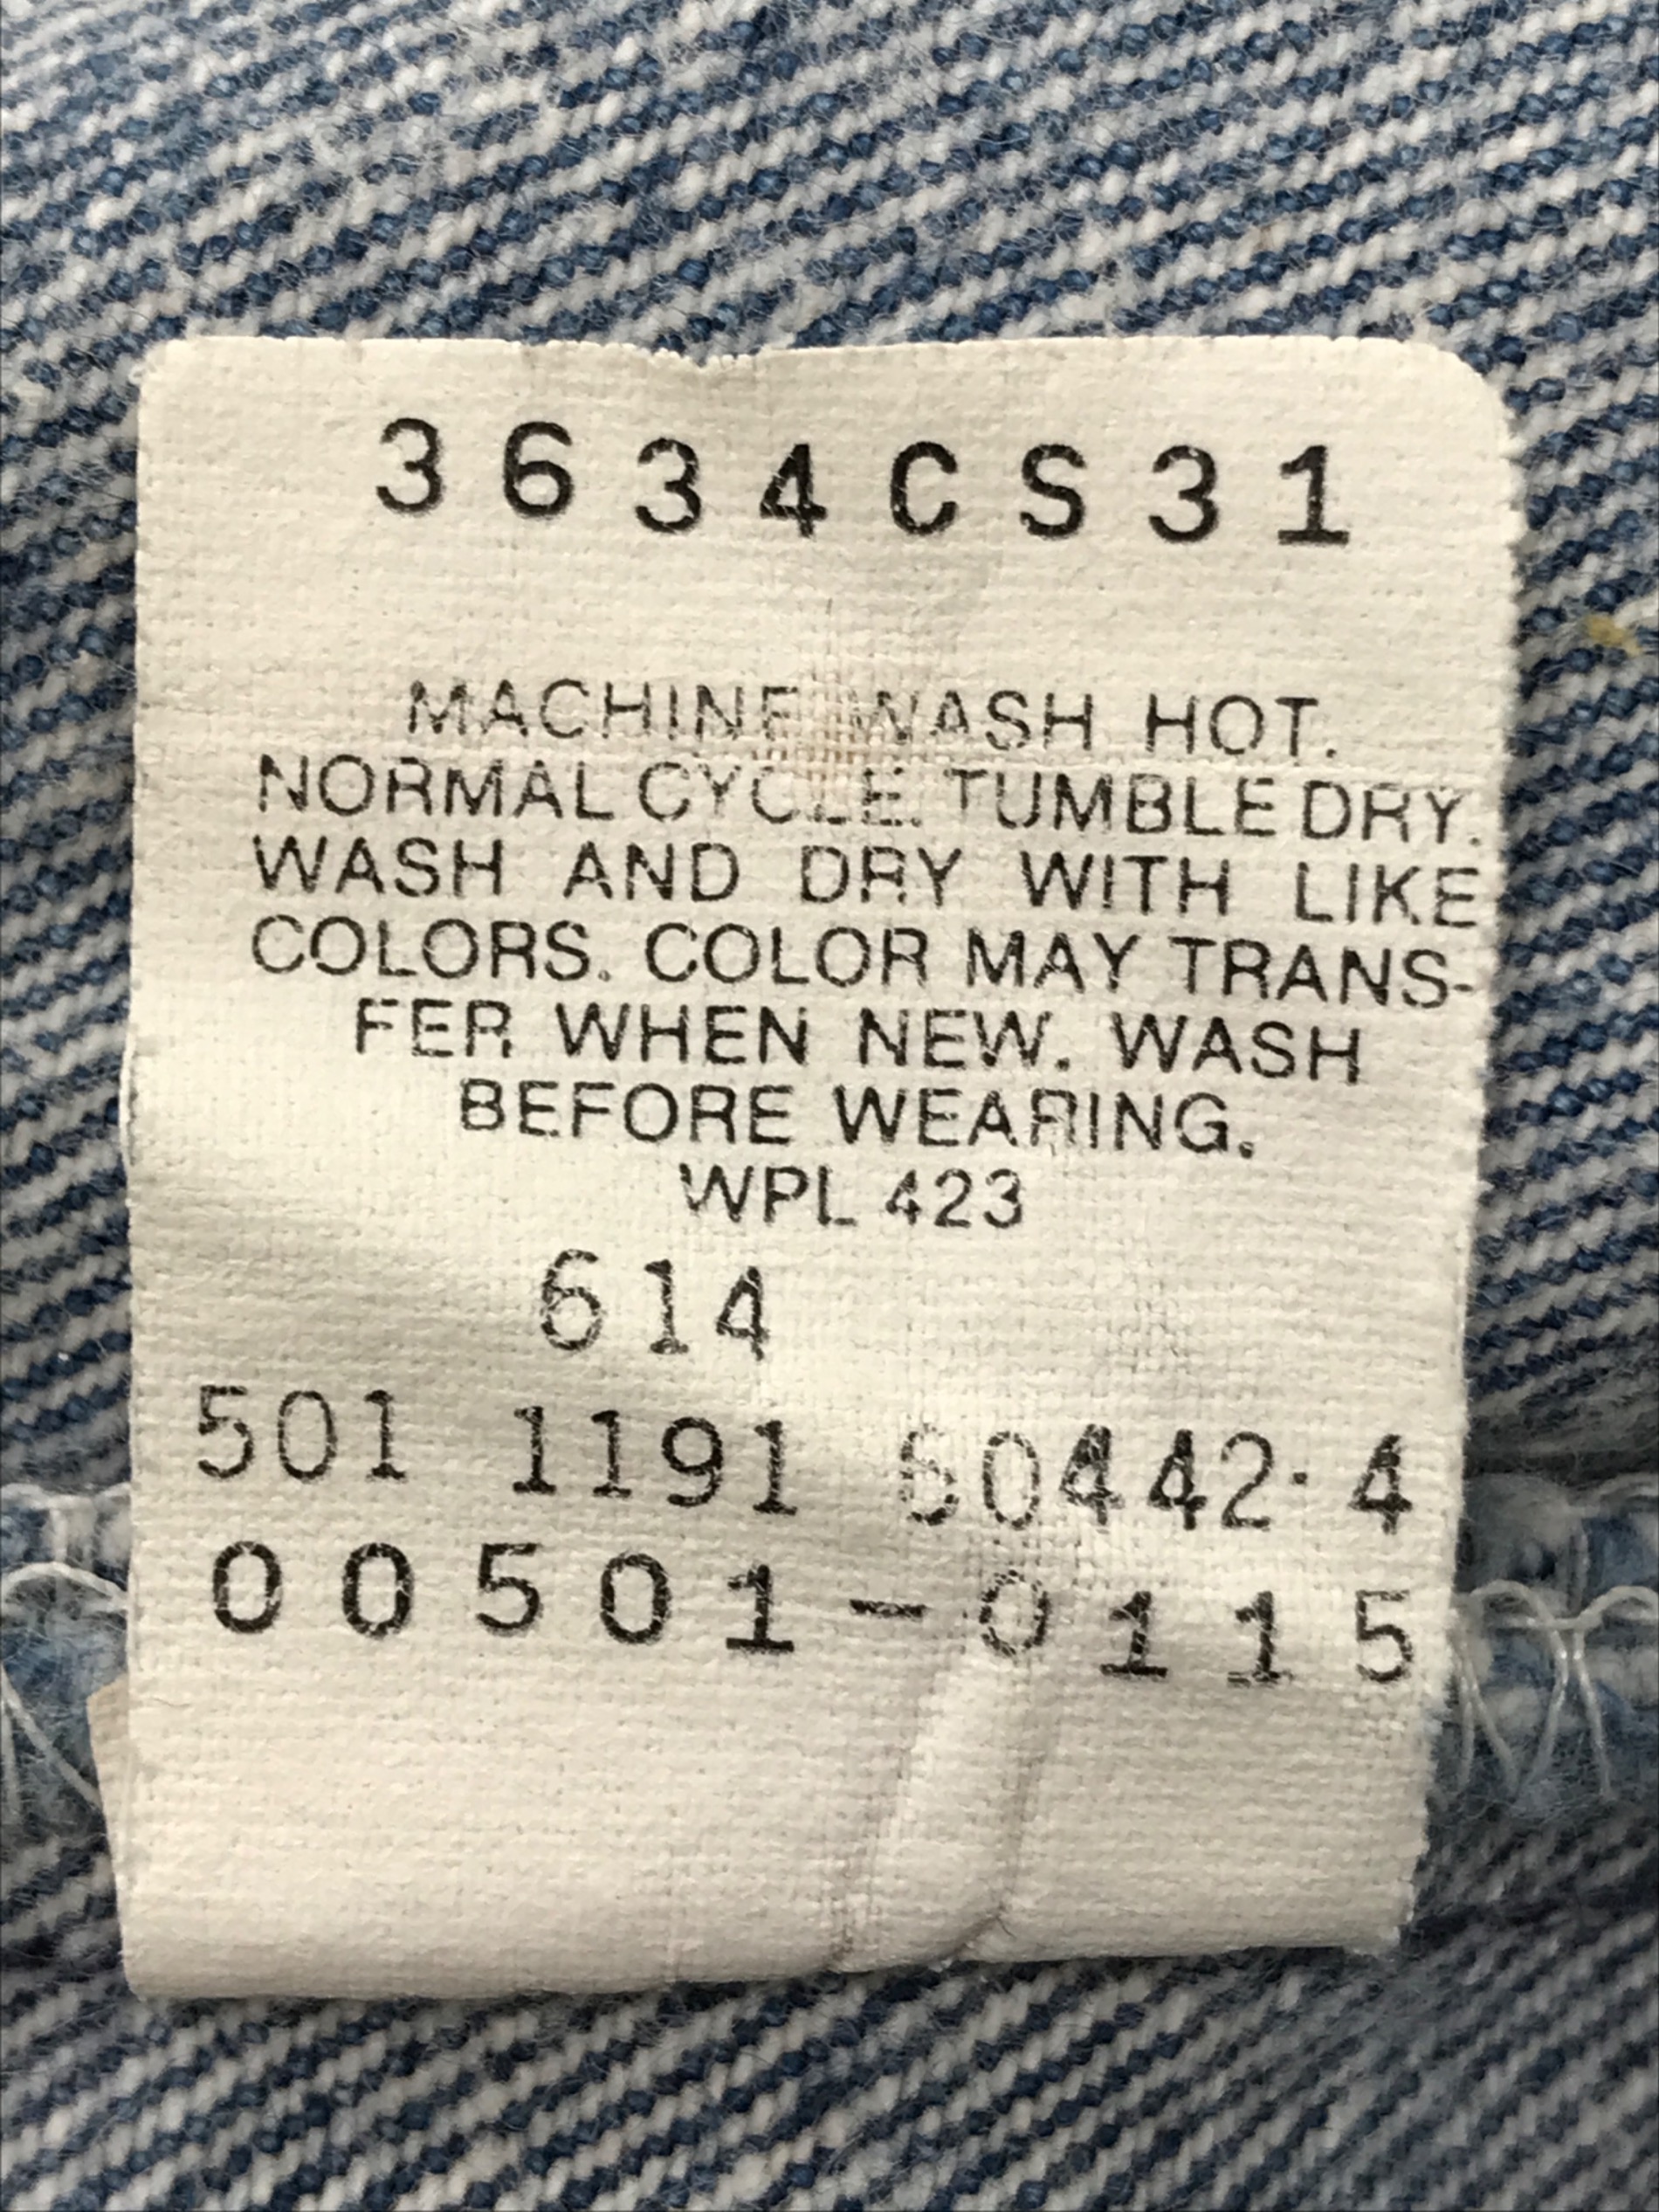 3634CS31
MACHINE WASH HOT.
NORMAL CYCLE. TUMBLE DRY.
WASH AND DRY WITH LIKE
COLORS. COLOR MAY TRANS-
FER WHEN NEW. WASH
BEFORE WEARING.
WPL 423
614
501 1191 60442·4
00501-0115